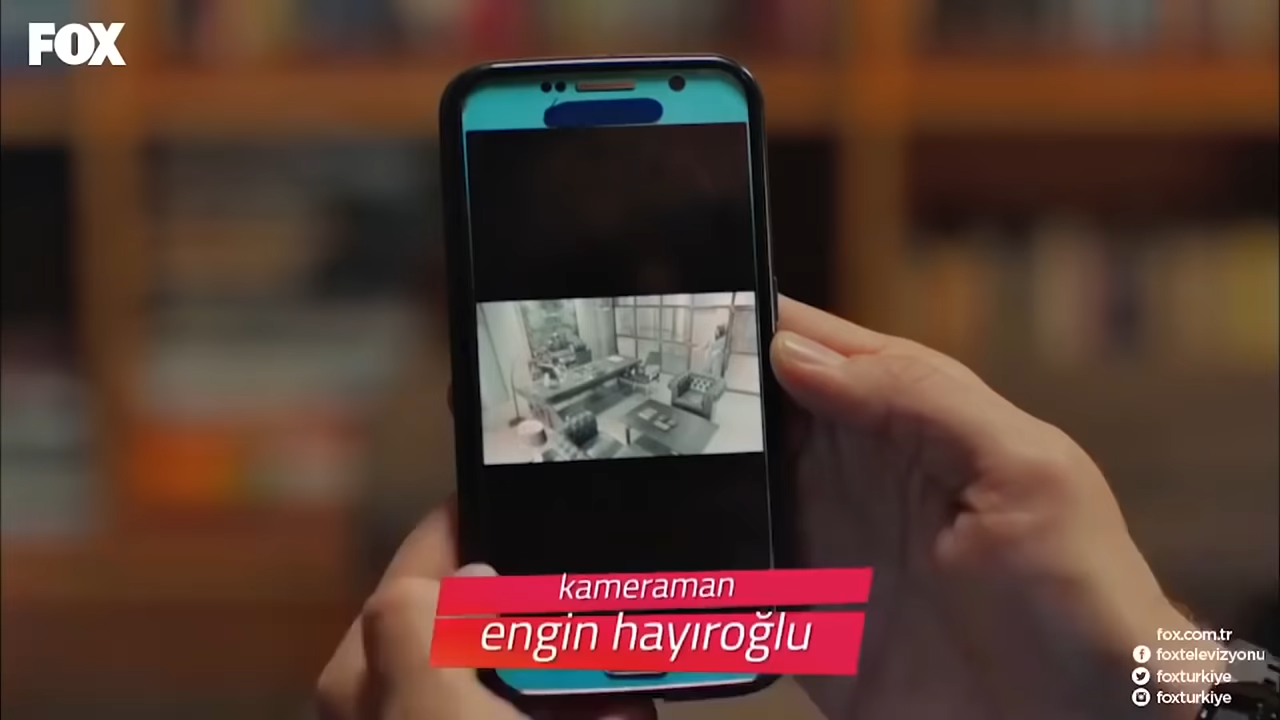 FOX
kameraman
engin hayıroğlu
fox.com.tr
foxtelevizyonu
foxturkiye
foxturkiye